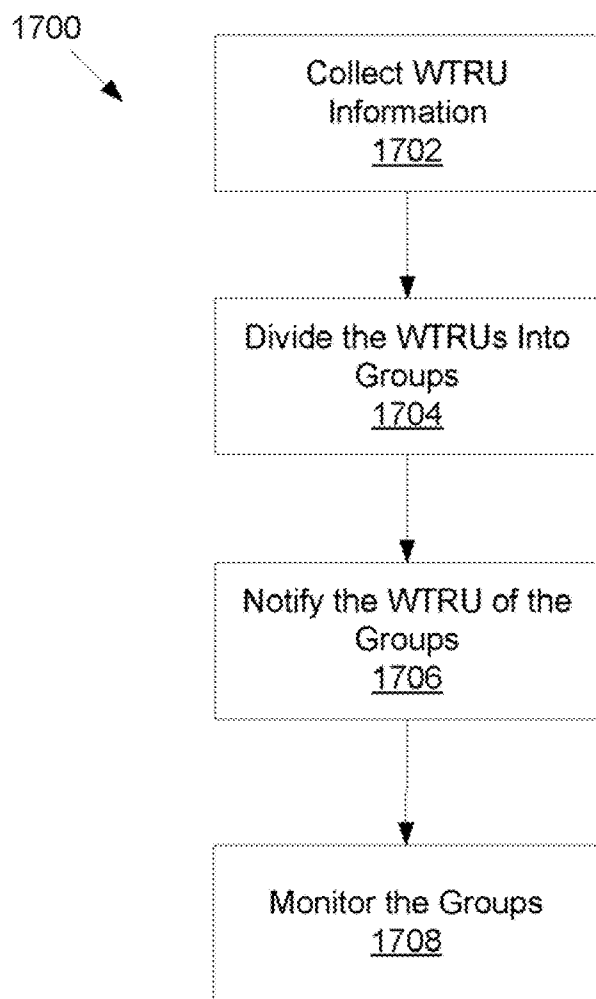 1700
Collect WTRU
Information
1702
Divide the WTRUs Into
Groups
1704
Notify the WTRU of the
Groups
1706
Monitor the Groups
1708